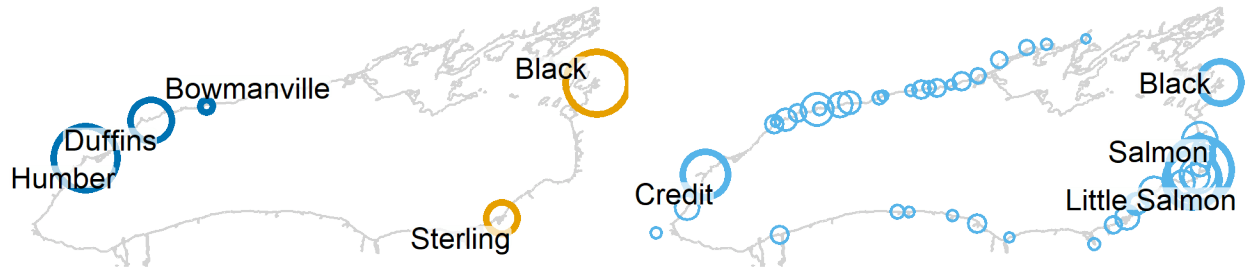 Black
Bowmanville
Duffins
Humber
Sterling
Black
Salmon
Credit
Little Salmon